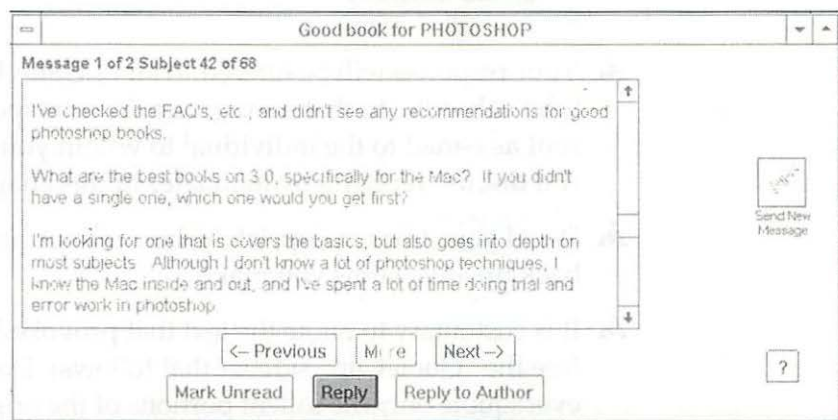 Good book for PHOTOSHOP
Message 1 of 2 Subject 42 of 68
I've checked the FAQ's, etc., and didn't see any recommendations for good
photoshop books.
What are the best books on 3.0, specifically for the Mac? If you didn't
have a single one, which one would you get first?
I'm looking for one that is covers the basics, but also goes into depth on
most subjects. Although I don't know a lot of photoshop techniques, I
know the Mac inside and out, and I've spent a lot of time doing trial and
error work in photoshop.
Send New
Message
<-- Previous More Next -->
?
Mark Unread Reply Reply to Author